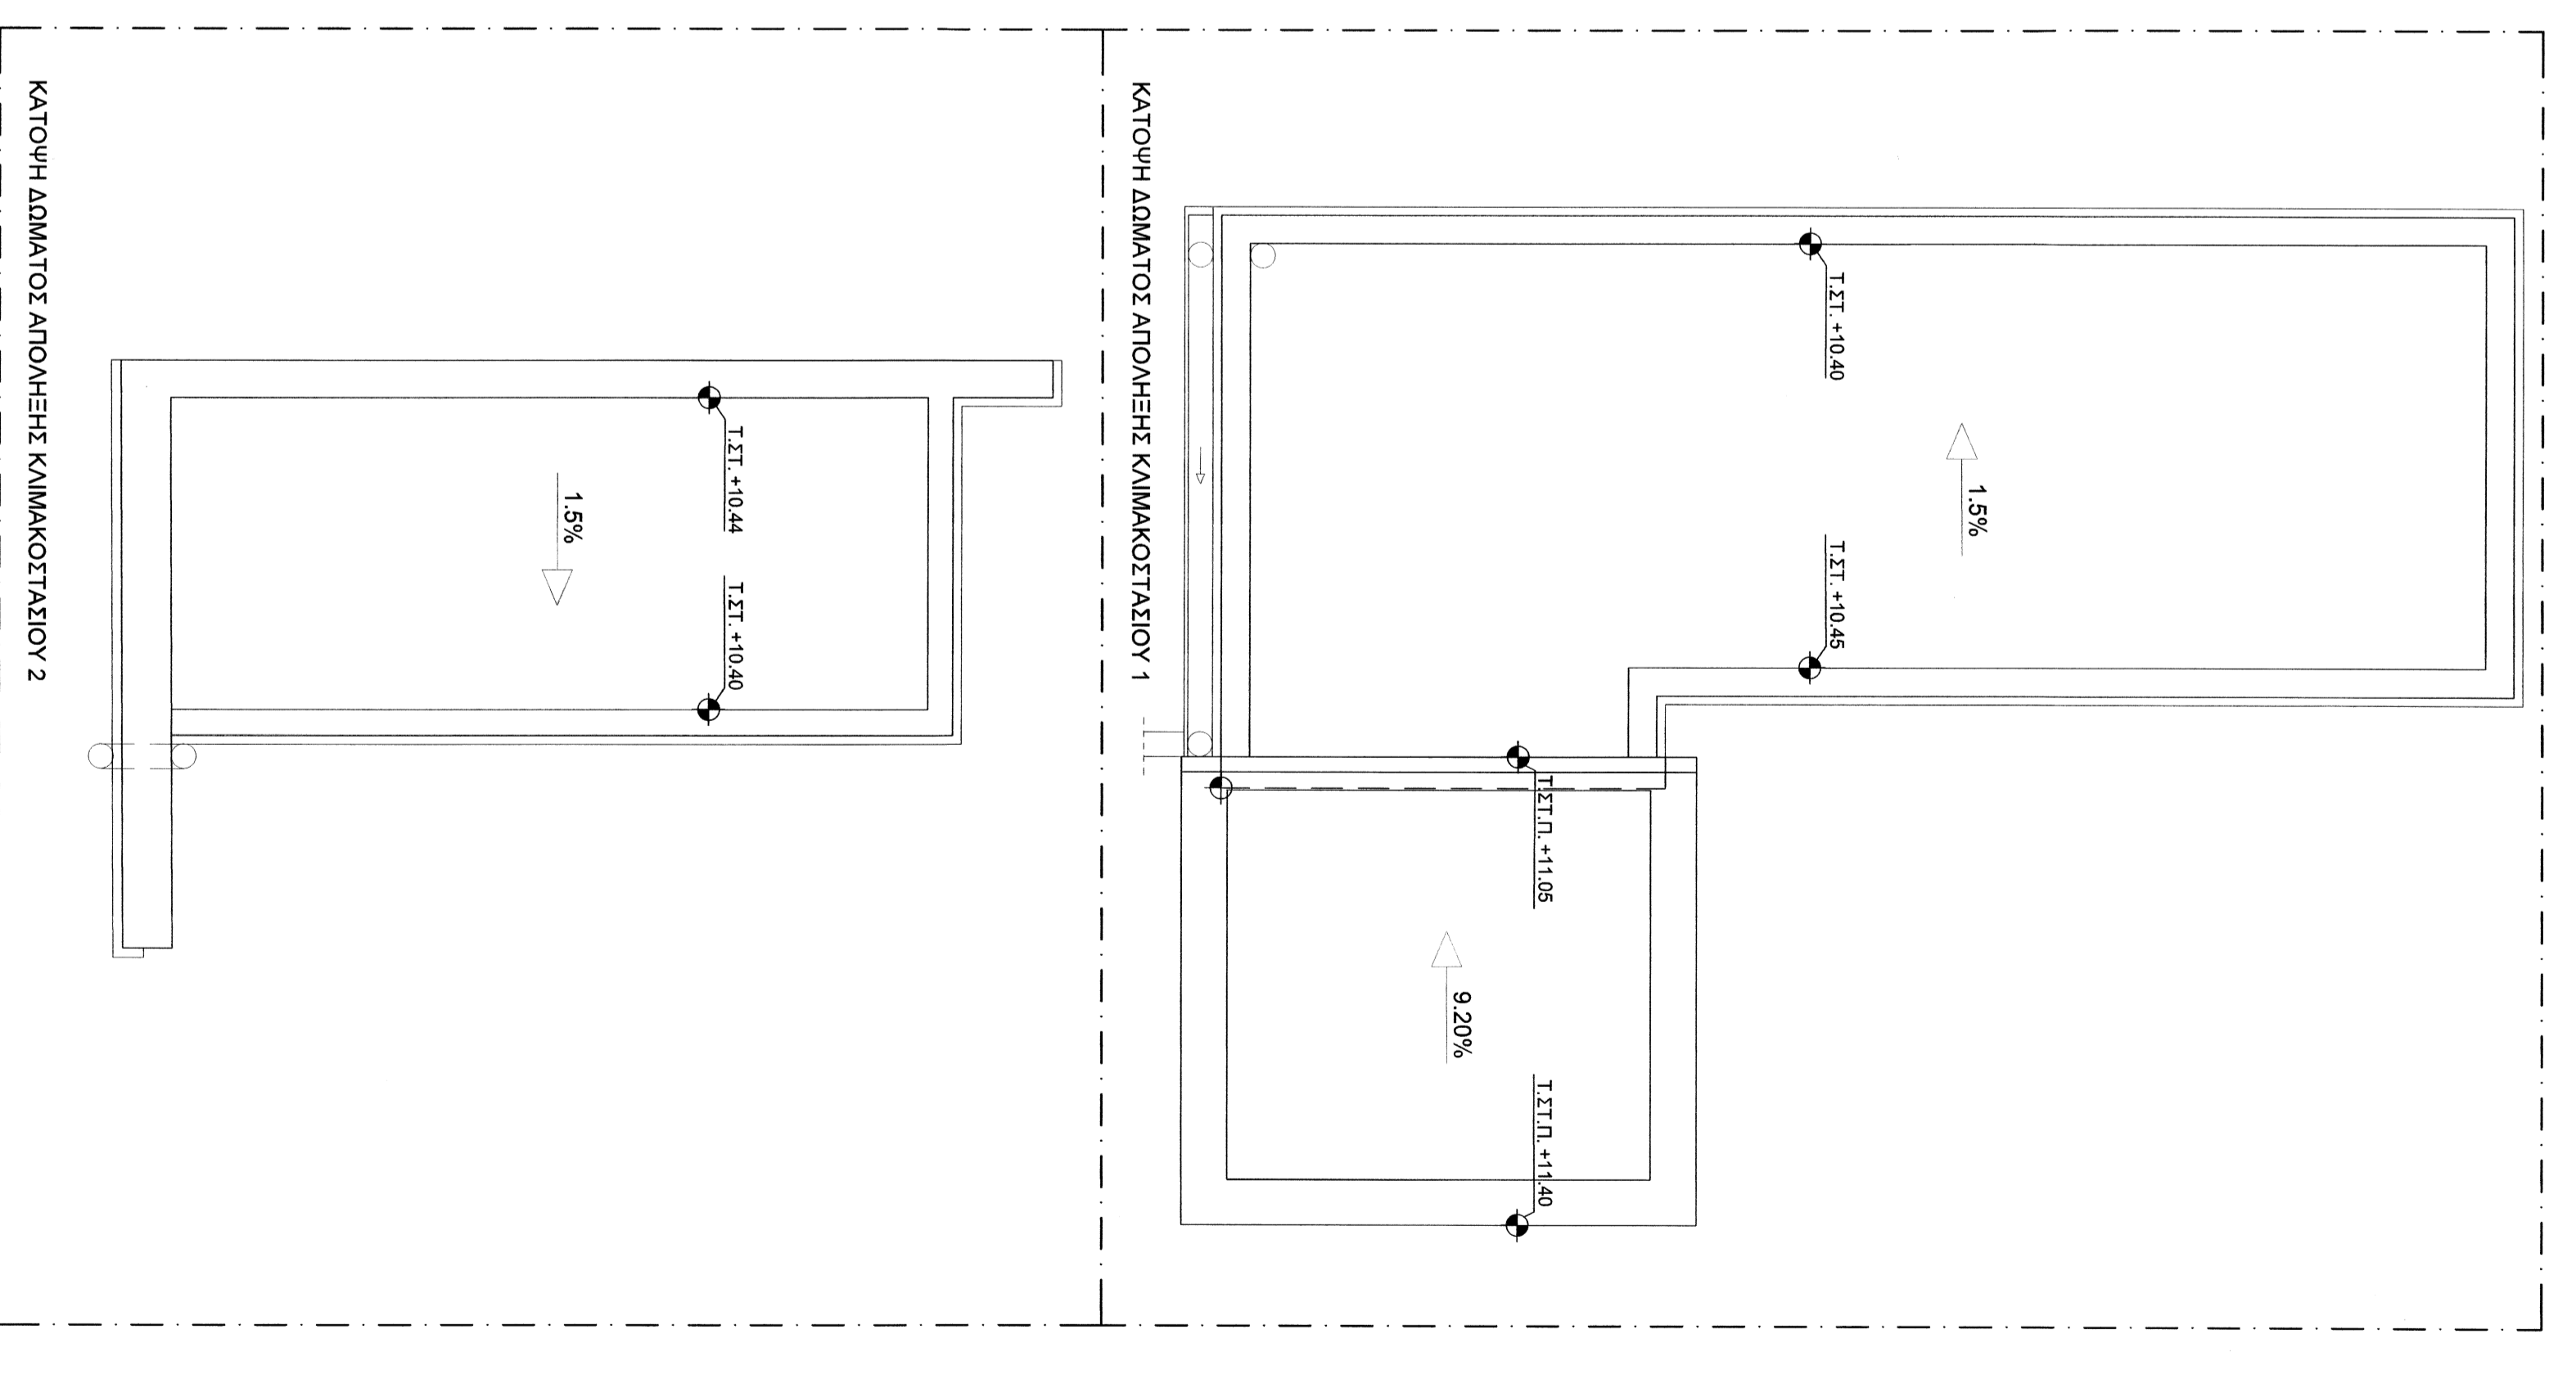 ΚΑΤΟΨΗ ΔΩΜΑΤΟΣ ΑΠΟΛΗΞΗΣ ΚΛΙΜΑΚΟΣΤΑΣΙΟΥ 1
Τ.ΣΤ. +10.40
1.5%
Τ.ΣΤ. +10.45
Τ.ΣΤ.Π. +11.05
9.20%
Τ.ΣΤ.Π. +11.40
ΚΑΤΟΨΗ ΔΩΜΑΤΟΣ ΑΠΟΛΗΞΗΣ ΚΛΙΜΑΚΟΣΤΑΣΙΟΥ 2
Τ.ΣΤ. +10.44
1.5%
Τ.ΣΤ. +10.40